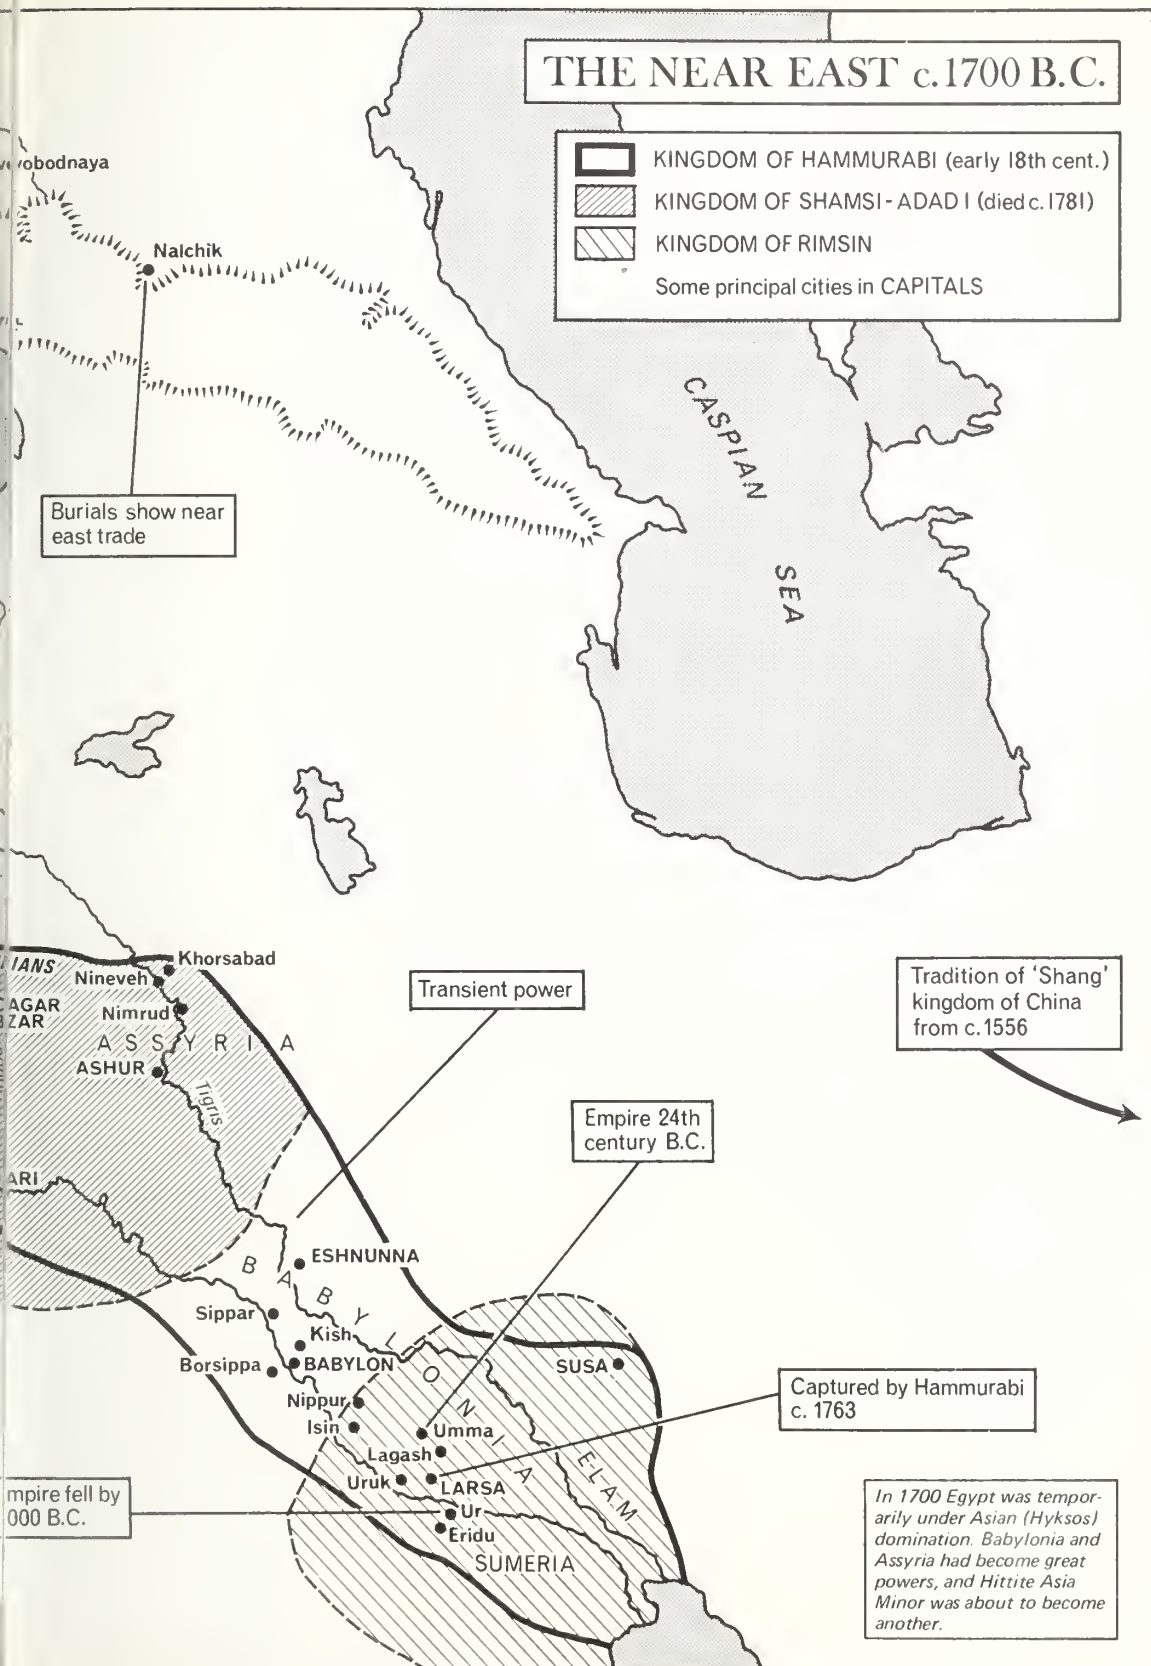 THE NEAR EAST c.1700 B.C.
KINGDOM OF HAMMURABI (early 18th cent.)
KINGDOM OF SHAMSI-ADAD I (died c.1781)
KINGDOM OF RIMSIN
Some principal cities in CAPITALS
obodnaya
Nalchik
CASPIAN
SEA
Burials show near
east trade
IANS
Khorsabad
Nineveh
AGAR
ZAR
Nimrud
ASSYRIA
ASHUR
Tigris
Transient power
Tradition of 'Shang'
kingdom of China
from c.1556
Empire 24th
century B.C.
ARI
ESHNUNNA
BABYLONIA
Sippar
Kish
Borsippa
BABYLON
SUSA
Nippur
Isin
Umma
Lagash
Uruk
LARSA
E-L-A-M
Captured by Hammurabi
c. 1763
mpire fell by
000 B.C.
Ur
Eridu
SUMERIA
In 1700 Egypt was tempor-
arily under Asian (Hyksos)
domination. Babylonia and
Assyria had become great
powers, and Hittite Asia
Minor was about to become
another.